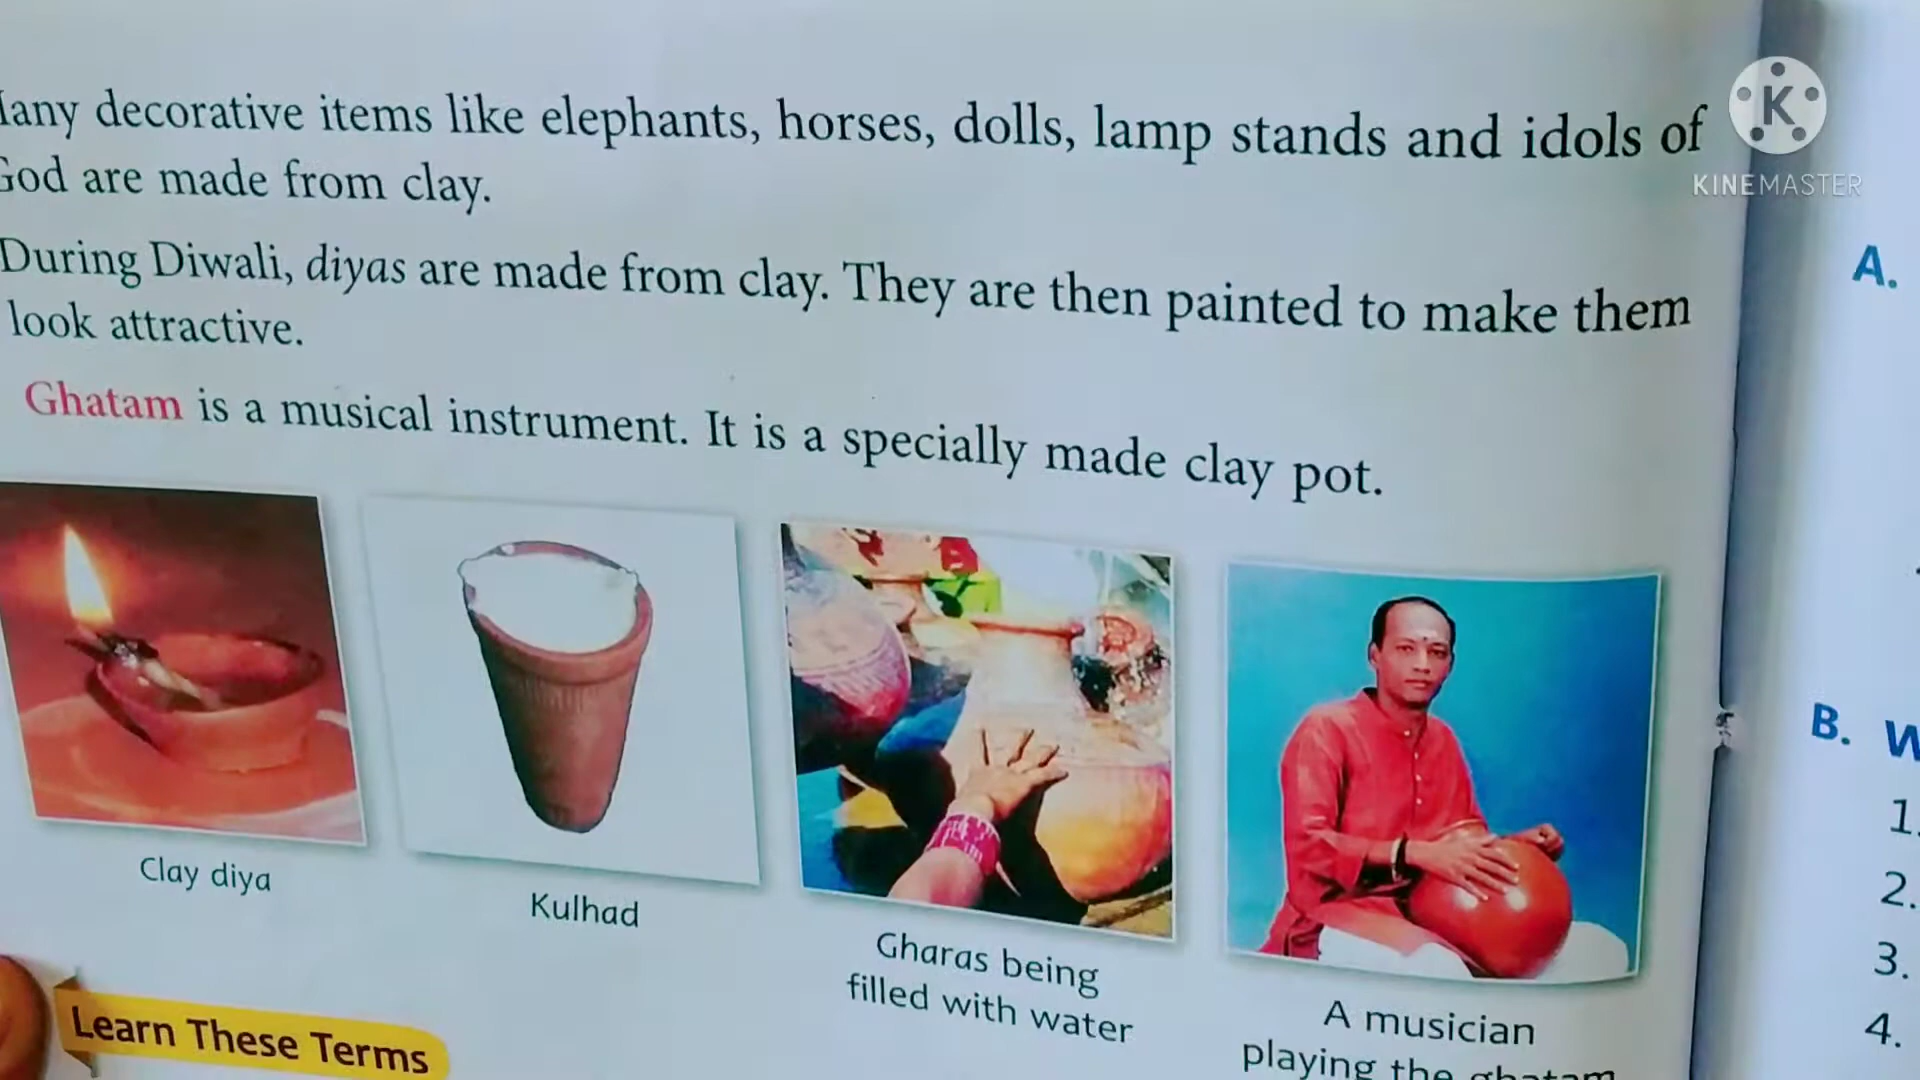 any decorative items like elephants, horses, dolls, lamp stands and idols of
God are made from clay.
During Diwali, diyas are made from clay. They are then painted to make them
look attractive.
Ghatam is a musical instrument. It is a specially made clay pot.
Clay diya
Kulhad
Gharas being
filled with water
A musician
playing the ghatam
Learn These Terms
K
KINEMASTER
A.
B. W
1.
2.
3.
4.